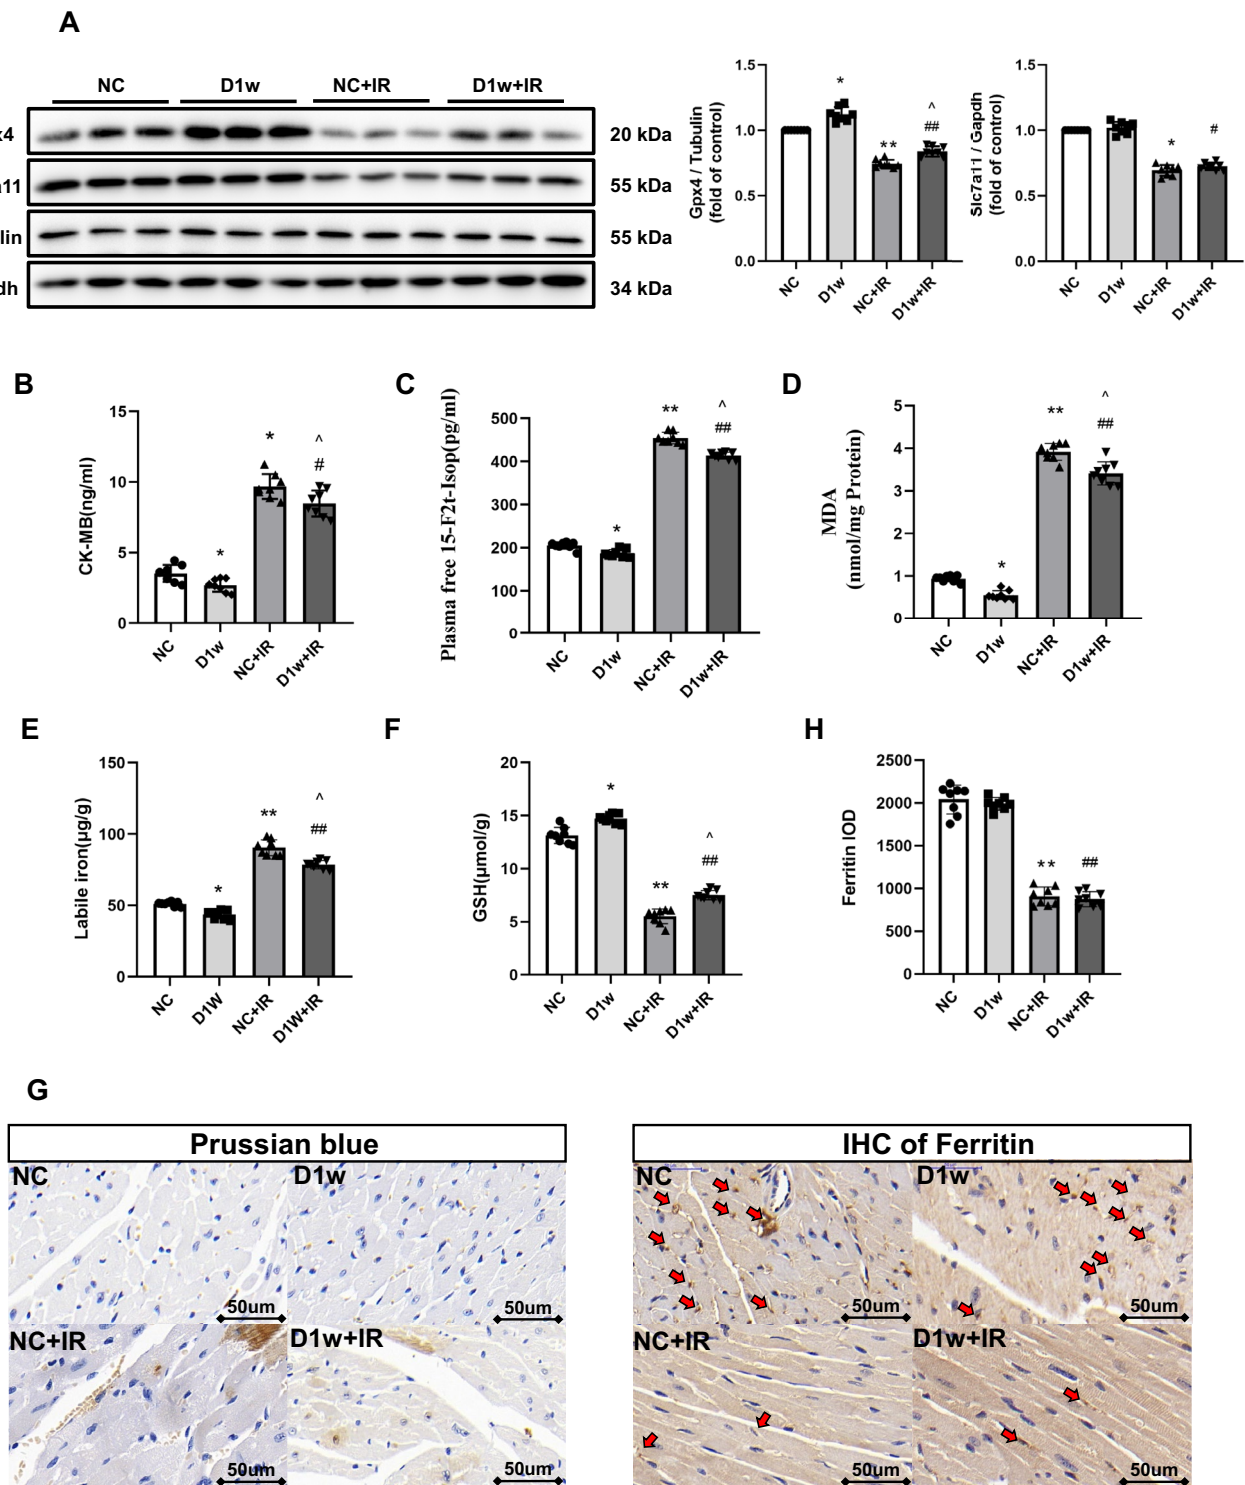 A
NC D1w NC+IR D1w+IR
x4 20 kDa
a11 55 kDa
lin 55 kDa
dh 34 kDa
Gpx4 / Tubulin
(fold of control)
1.5
1.0
0.5
0.0
*
**
^
##
NC D1w NC+IR D1w+IR
Slc7a11 / Gapdh
(fold of control)
1.5
1.0
0.5
0.0
*
#
NC D1w NC+IR D1w+IR
B
CK-MB(ng/ml)
15
10
5
0
*
*
^
#
NC D1w NC+IR D1w+IR
C
Plasma free 15-F2t-Isop(pg/ml)
500
400
300
200
100
0
*
**
^
##
NC D1w NC+IR D1w+IR
D
MDA
(nmol/mg Protein)
5
4
3
2
1
0
*
**
^
##
NC D1w NC+IR D1w+IR
E
Labile iron(μg/g)
150
100
50
0
*
**
^
##
NC D1W NC+IR D1W+IR
F
GSH(μmol/g)
20
15
10
5
0
*
**
^
##
NC D1w NC+IR D1w+IR
H
Ferritin IOD
2500
2000
1500
1000
500
0
**
##
NC D1w NC+IR D1w+IR
G
Prussian blue
NC D1w
50um 50um
NC+IR D1w+IR
50um 50um
IHC of Ferritin
NC D1w
50um 50um
NC+IR D1w+IR
50um 50um